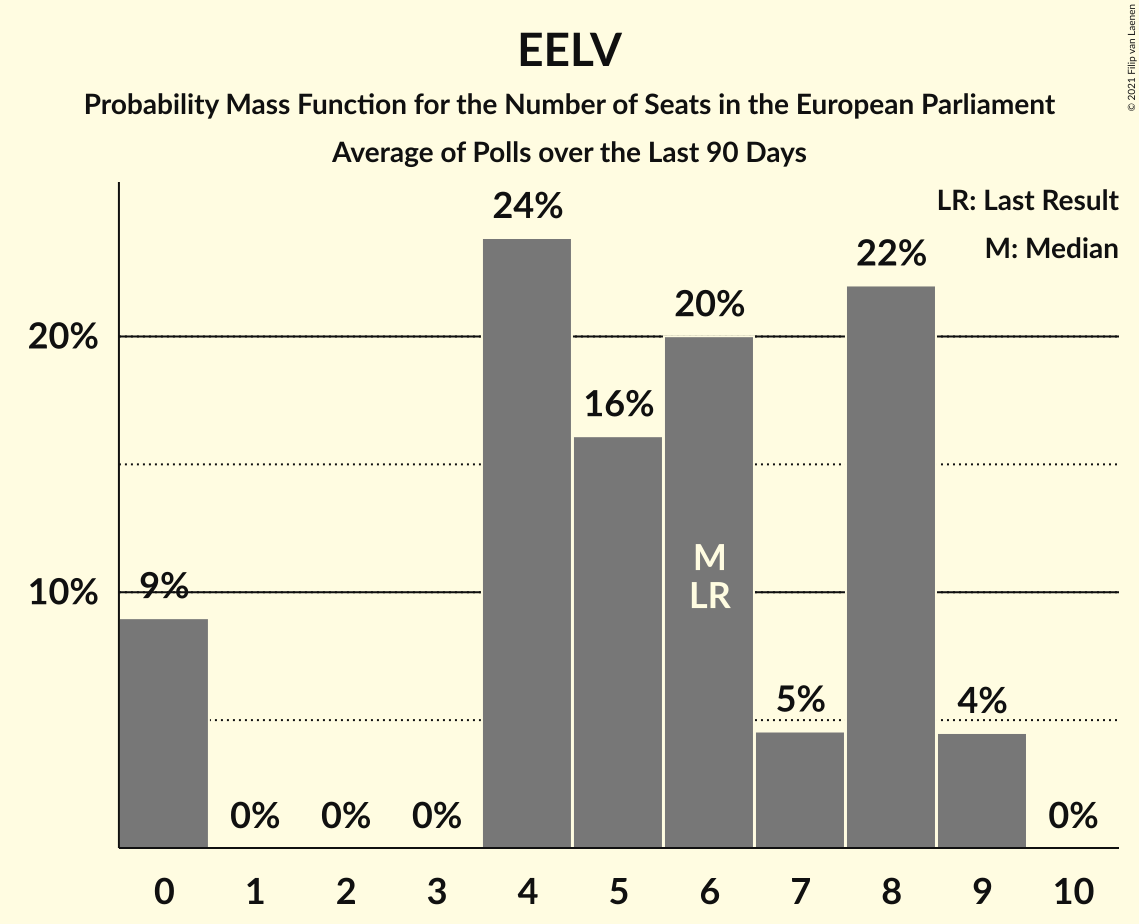 EELV
Probability Mass Function for the Number of Seats in the European Parliament
Average of Polls over the Last 90 Days
© 2021 Filip van Laenen
LR: Last Result
M: Median
20%
10%
9%
0%
0%
0%
24%
16%
20%
M
LR
5%
22%
4%
0%
0 1 2 3 4 5 6 7 8 9 10